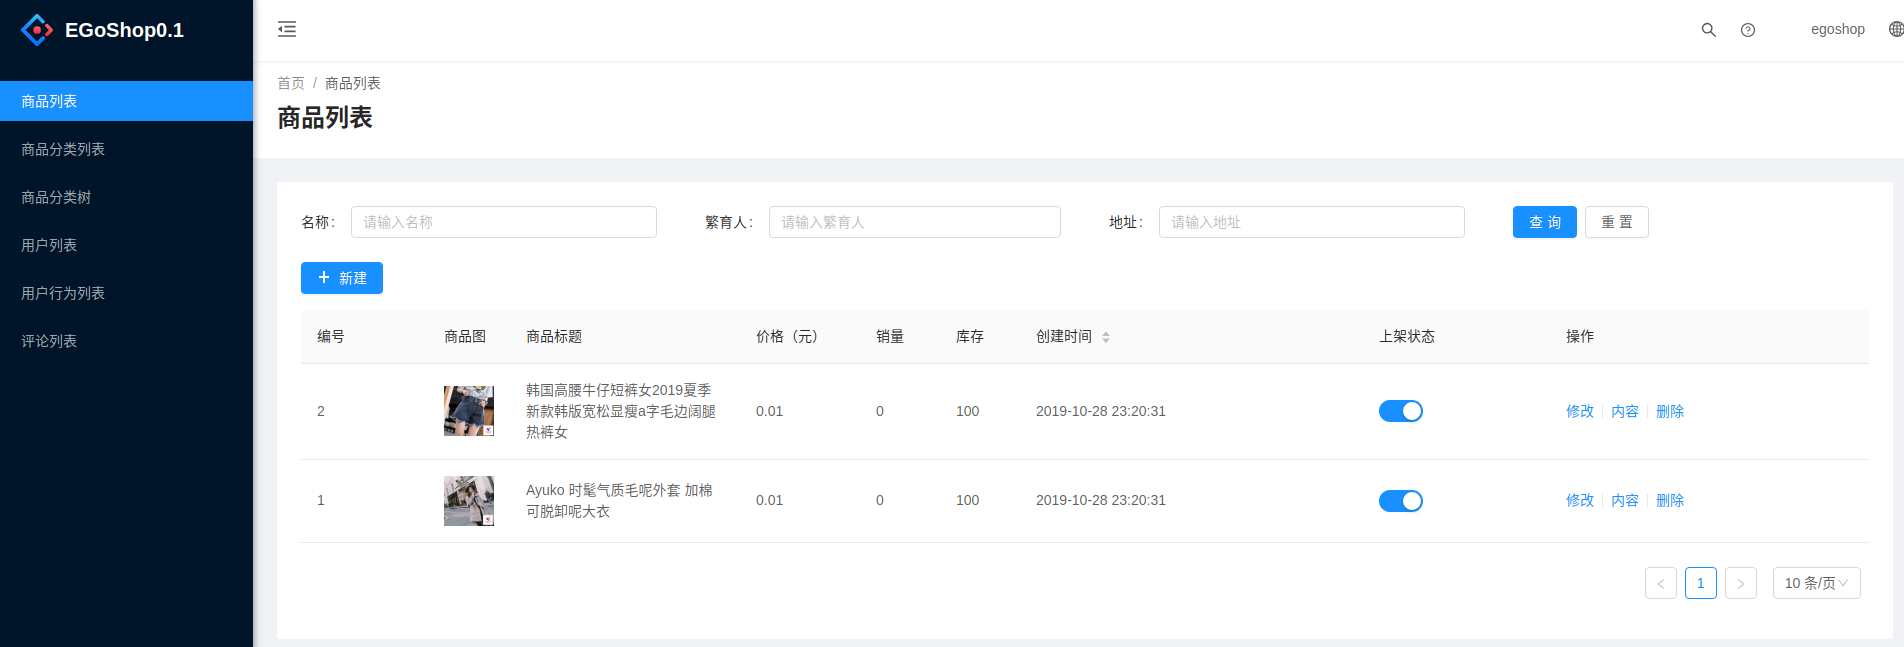 EGoShop0.1
egoshop
商品列表
商品分类列表
商品分类树
用户列表
用户行为列表
评论列表
首页 / 商品列表
商品列表
名称： 请输入名称 繁育人： 请输入繁育人 地址： 请输入地址 查 询 重 置
+ 新建
编号 商品图 商品标题 价格（元） 销量 库存 创建时间 上架状态 操作
韩国高腰牛仔短裤女2019夏季
2 新款韩版宽松显瘦a字毛边阔腿 0.01 0 100 2019-10-28 23:20:31 修改 内容 删除
热裤女
1 Ayuko 时髦气质毛呢外套 加棉 0.01 0 100 2019-10-28 23:20:31 修改 内容 删除
可脱卸呢大衣
1 10 条/页